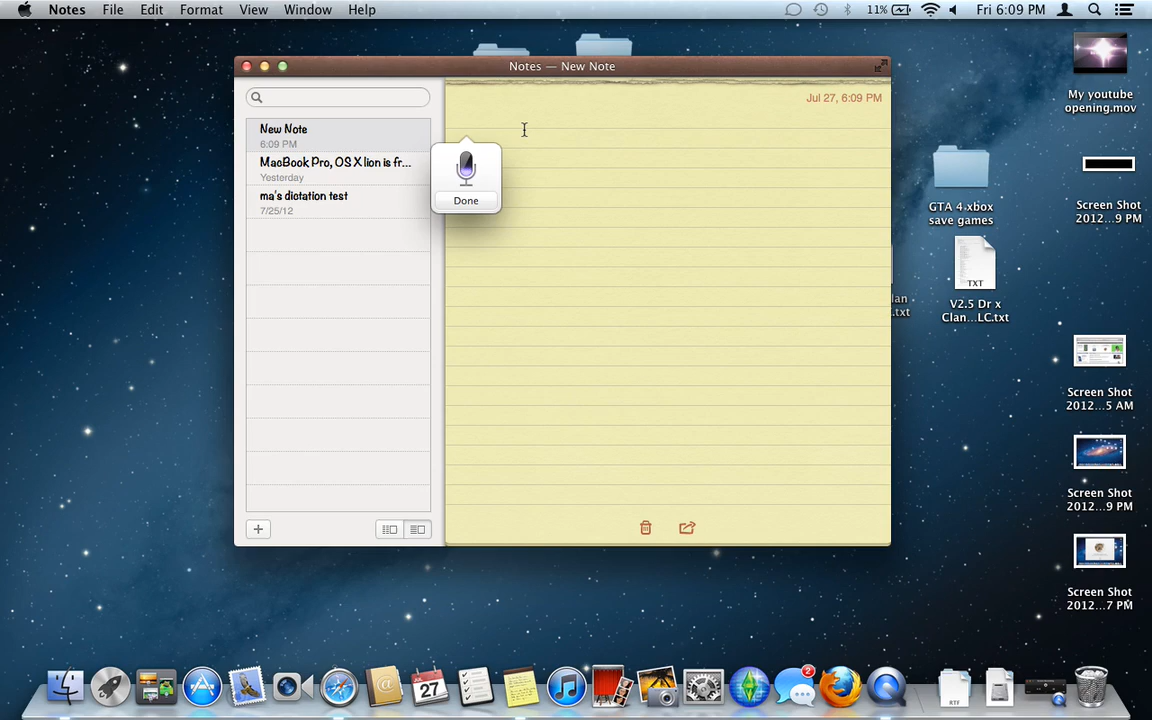 Notes File Edit Format View Window Help 11% Fri 6:09 PM
Notes — New Note
Jul 27, 6:09 PM
New Note
6:09 PM
MacBook Pro, OS X lion is fr...
Yesterday
ma's dictation test
7/25/12
Done
My youtube
opening.mov
GTA 4 xbox
save games
Screen Shot
2012...9 PM
TXT
V2.5 Dr x
Clan...LC.txt
lan
.txt
Screen Shot
2012...5 AM
Screen Shot
2012...9 PM
Screen Shot
2012...7 PM
27
2
RTF